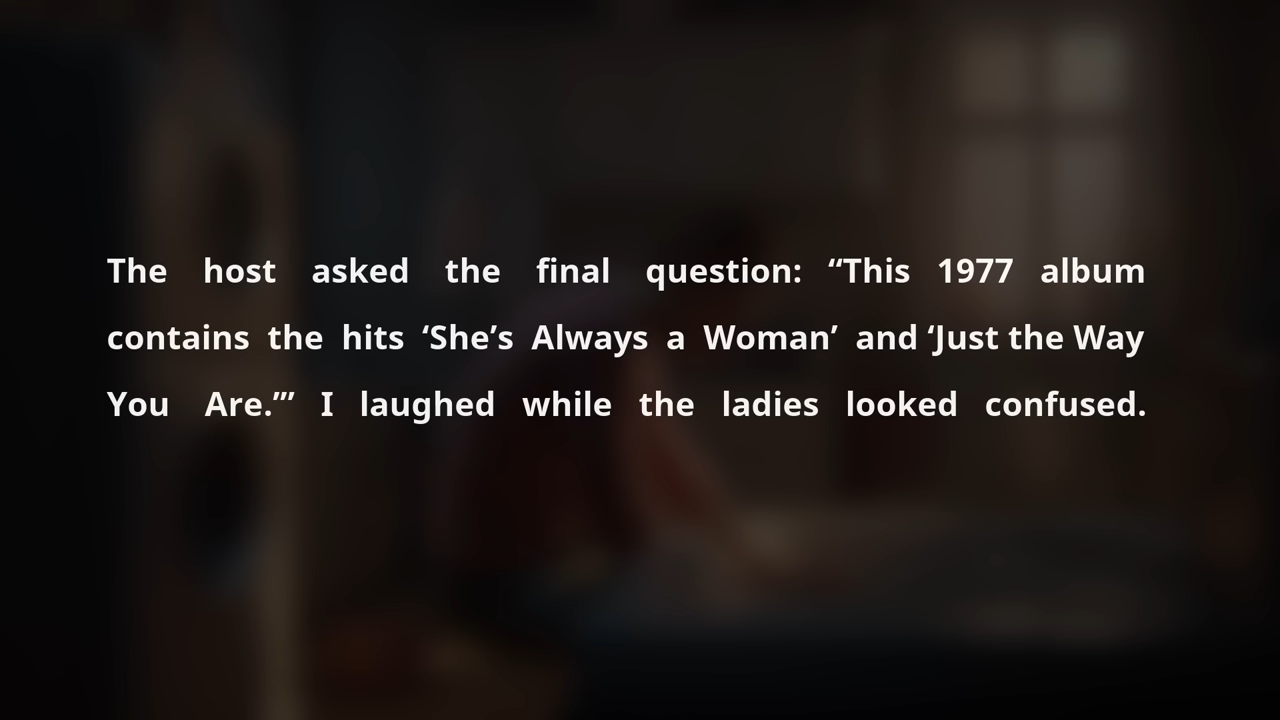 The host asked the final question: “This 1977 album
contains the hits ‘She’s Always a Woman’ and ‘Just the Way
You Are.’” I laughed while the ladies looked confused.